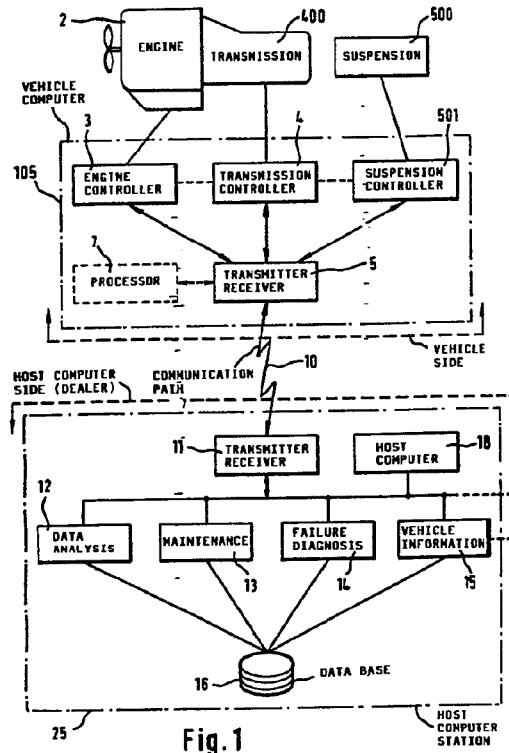 2
400
500
ENGINE
TRANSMISSION
SUSPENSION
VEHICLE
COMPUTER
3
4
501
105
ENGINE
CONTROLLER
TRANSMISSION
CONTROLLER
SUSPENSION
CONTROLLER
7
PROCESSOR
TRANSMITTER
RECEIVER
5
10
VEHICLE
SIDE
HOST COMPUTER
SIDE (DEALER)
COMMUNICATION
PATH
11
TRANSMITTER
RECEIVER
HOST
COMPUTER
18
12
DATA
ANALYSIS
MAINTENANCE
13
FAILURE
DIAGNOSIS
14
VEHICLE
INFORMATION
15
16
DATA BASE
25
HOST
COMPUTER
STATION
Fig.1